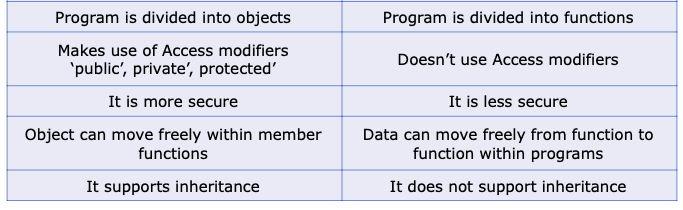 Program is divided into objects
Program is divided into functions
Makes use of Access modifiers
‘public’, private’, protected’
Doesn’t use Access modifiers
It is more secure
It is less secure
Object can move freely within member
functions
Data can move freely from function to
function within programs
It supports inheritance
It does not support inheritance